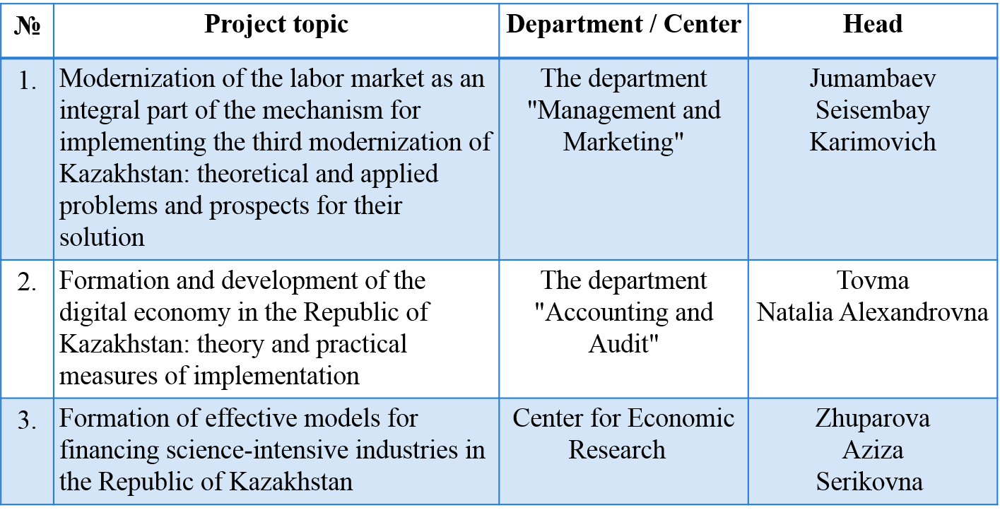 №
Project topic
Department / Center
Head
1.
Modernization of the labor market as an
integral part of the mechanism for
implementing the third modernization of
Kazakhstan: theoretical and applied
problems and prospects for their
solution
The department
"Management and
Marketing"
Jumambaev
Seisembay
Karimovich
2.
Formation and development of the
digital economy in the Republic of
Kazakhstan: theory and practical
measures of implementation
The department
"Accounting and
Audit"
Tovma
Natalia Alexandrovna
3.
Formation of effective models for
financing science-intensive industries in
the Republic of Kazakhstan
Center for Economic
Research
Zhuparova
Aziza
Serikovna